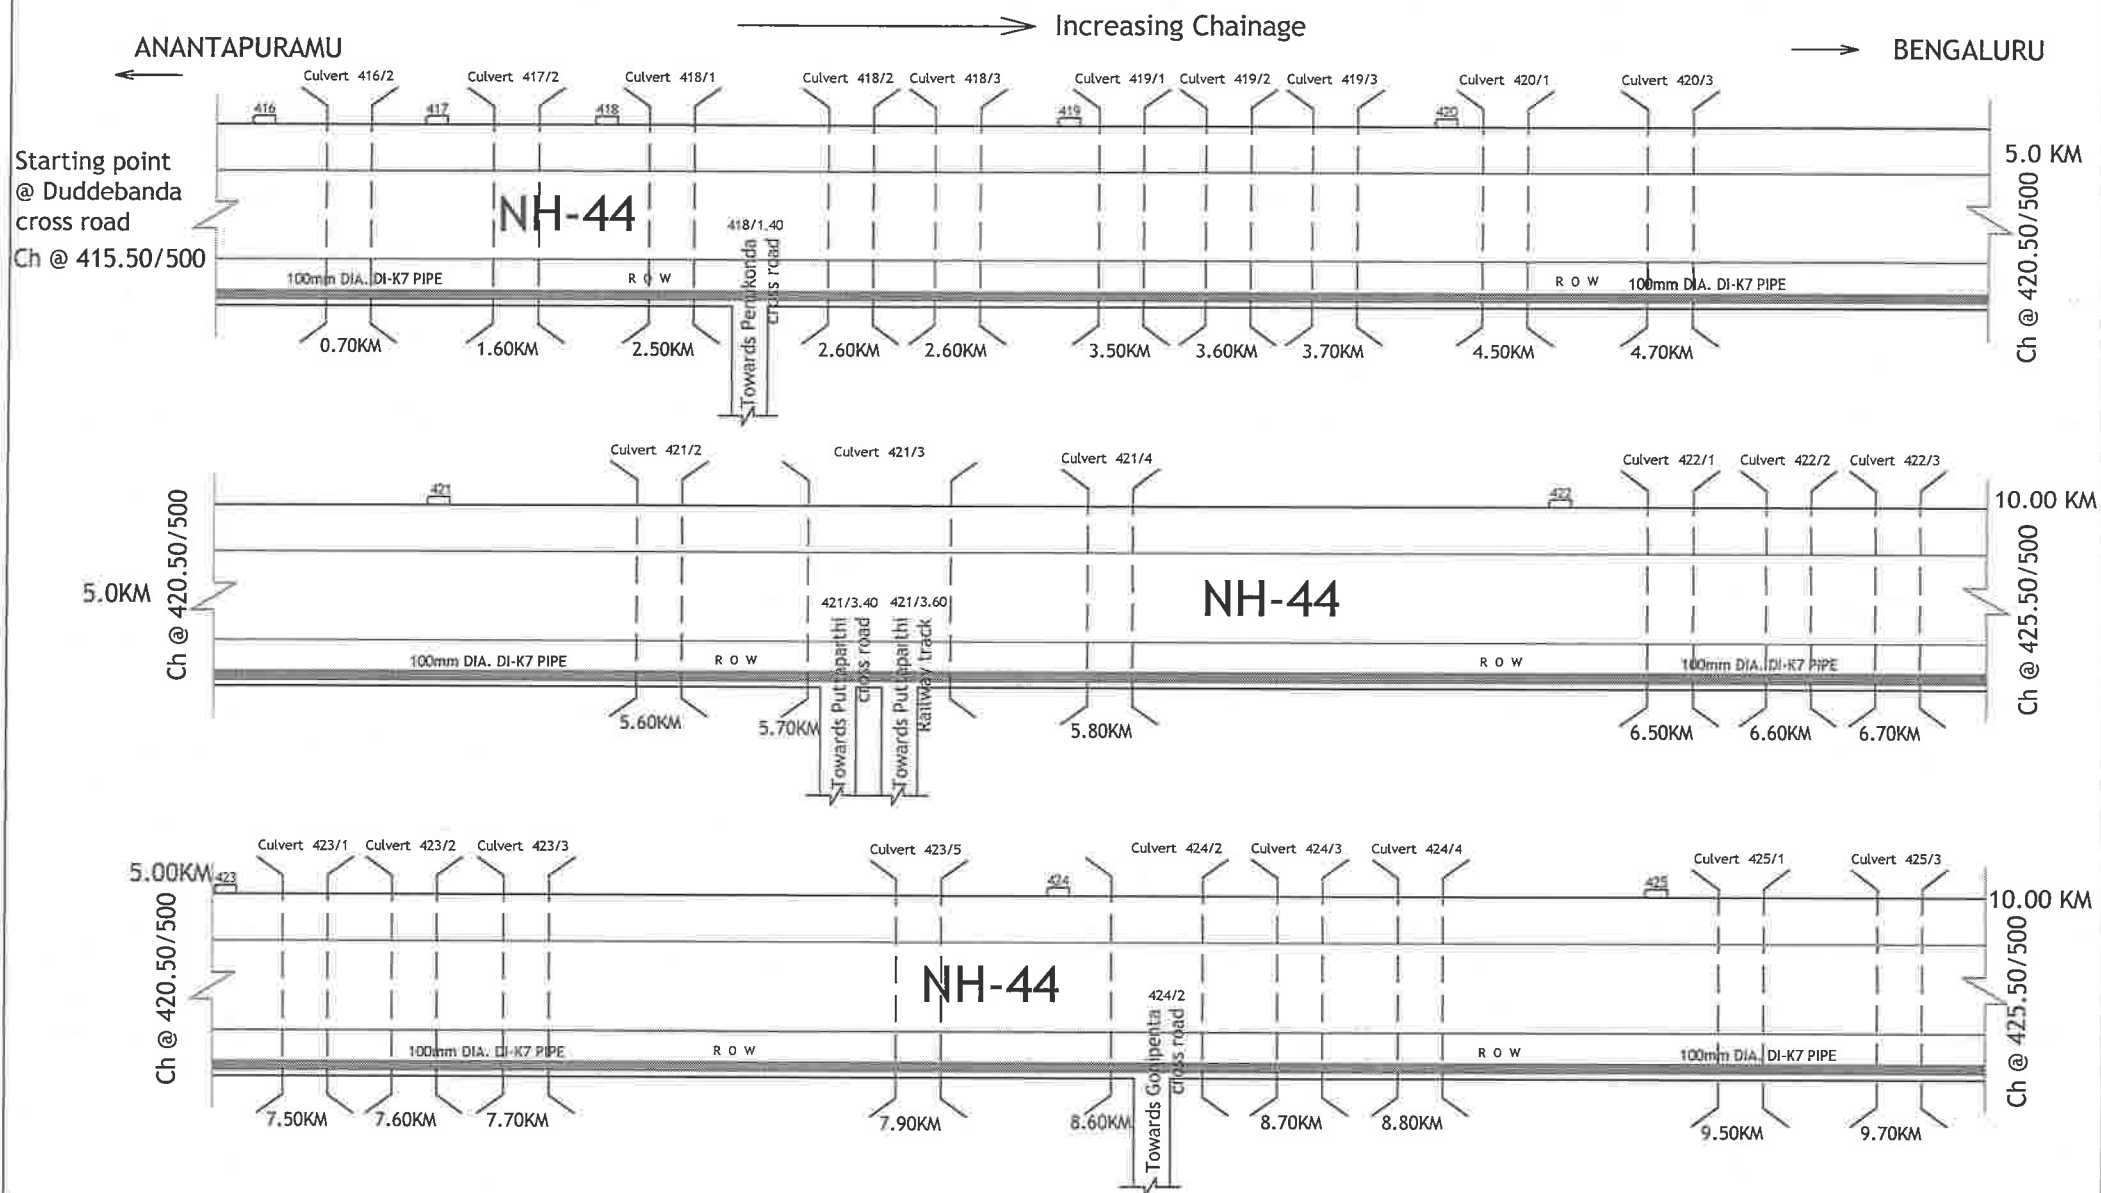 Increasing Chainage
ANANTAPURAMU
BENGALURU
Culvert 416/2 Culvert 417/2 Culvert 418/1 Culvert 418/2 Culvert 418/3 Culvert 419/1 Culvert 419/2 Culvert 419/3 Culvert 420/1 Culvert 420/3
416 417 418 419 420
Starting point
@ Duddebanda
cross road
Ch @ 415.50/500
NH-44
418/1.40
Towards Penukonda
cross road
5.0 KM
Ch @ 420.50/500
100mm DIA. DI-K7 PIPE R O W R O W 100mm DIA. DI-K7 PIPE
0.70KM 1.60KM 2.50KM 2.60KM 2.60KM 3.50KM 3.60KM 3.70KM 4.50KM 4.70KM
Culvert 421/2 Culvert 421/3 Culvert 421/4 Culvert 422/1 Culvert 422/2 Culvert 422/3
421 422
5.0KM
Ch @ 420.50/500
NH-44
421/3.40 421/3.60
Towards Puttaparthi
cross road
Towards Puttaparthi
Railway track
10.00 KM
Ch @ 425.50/500
100mm DIA. DI-K7 PIPE R O W R O W 100mm DIA. DI-K7 PIPE
5.60KM 5.70KM 5.80KM 6.50KM 6.60KM 6.70KM
Culvert 423/1 Culvert 423/2 Culvert 423/3 Culvert 423/5 Culvert 424/2 Culvert 424/3 Culvert 424/4 Culvert 425/1 Culvert 425/3
5.00KM
423 424 425
Ch @ 420.50/500
NH-44
424/2
Towards Gonipenta
cross road
10.00 KM
Ch @ 425.50/500
100mm DIA. DI-K7 PIPE R O W R O W 100mm DIA. DI-K7 PIPE
7.50KM 7.60KM 7.70KM 7.90KM 8.60KM 8.70KM 8.80KM 9.50KM 9.70KM